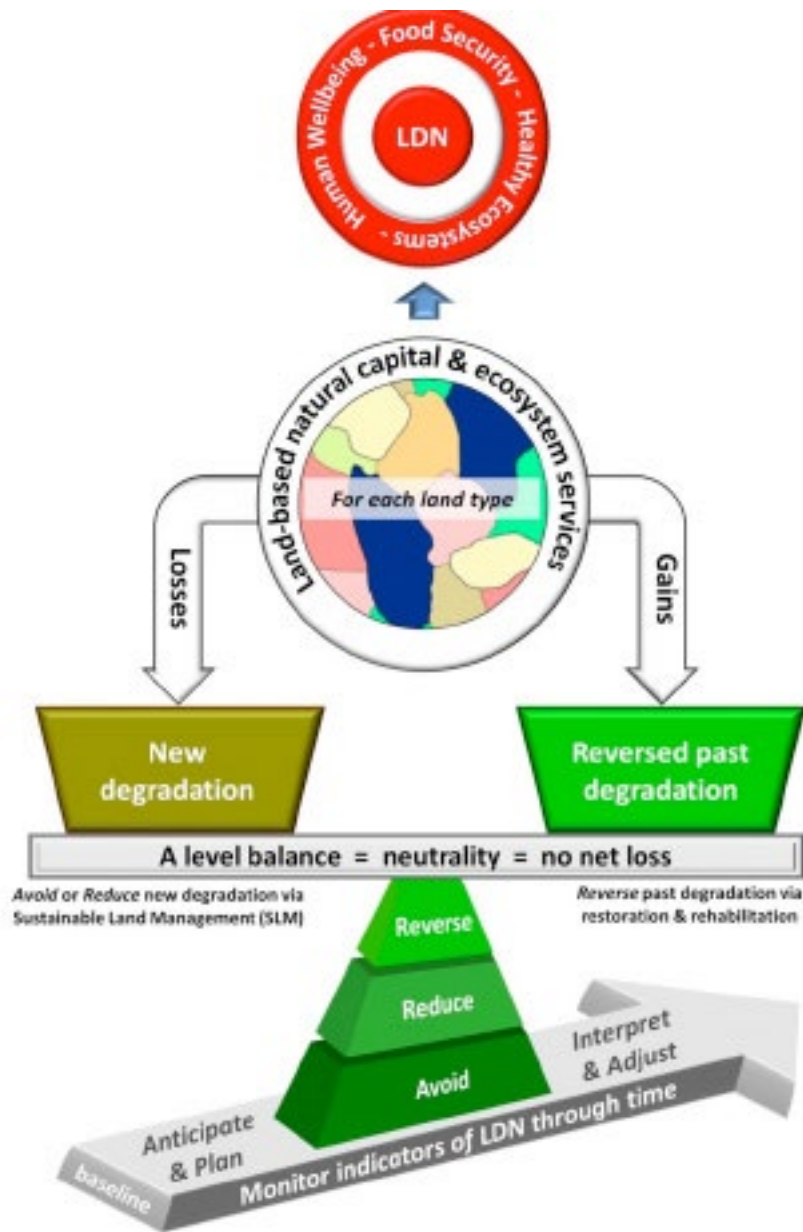 Human Wellbeing - Food Security - Healthy Ecosystems -
LDN
Land-based natural capital & ecosystem services
For each land type
Losses
Gains
New
degradation
Reversed past
degradation
A level balance = neutrality = no net loss
Avoid or Reduce new degradation via
Sustainable Land Management (SLM)
Reverse past degradation via
restoration & rehabilitation
Reverse
Reduce
Avoid
Interpret
& Adjust
Anticipate
& Plan
baseline
Monitor indicators of LDN through time